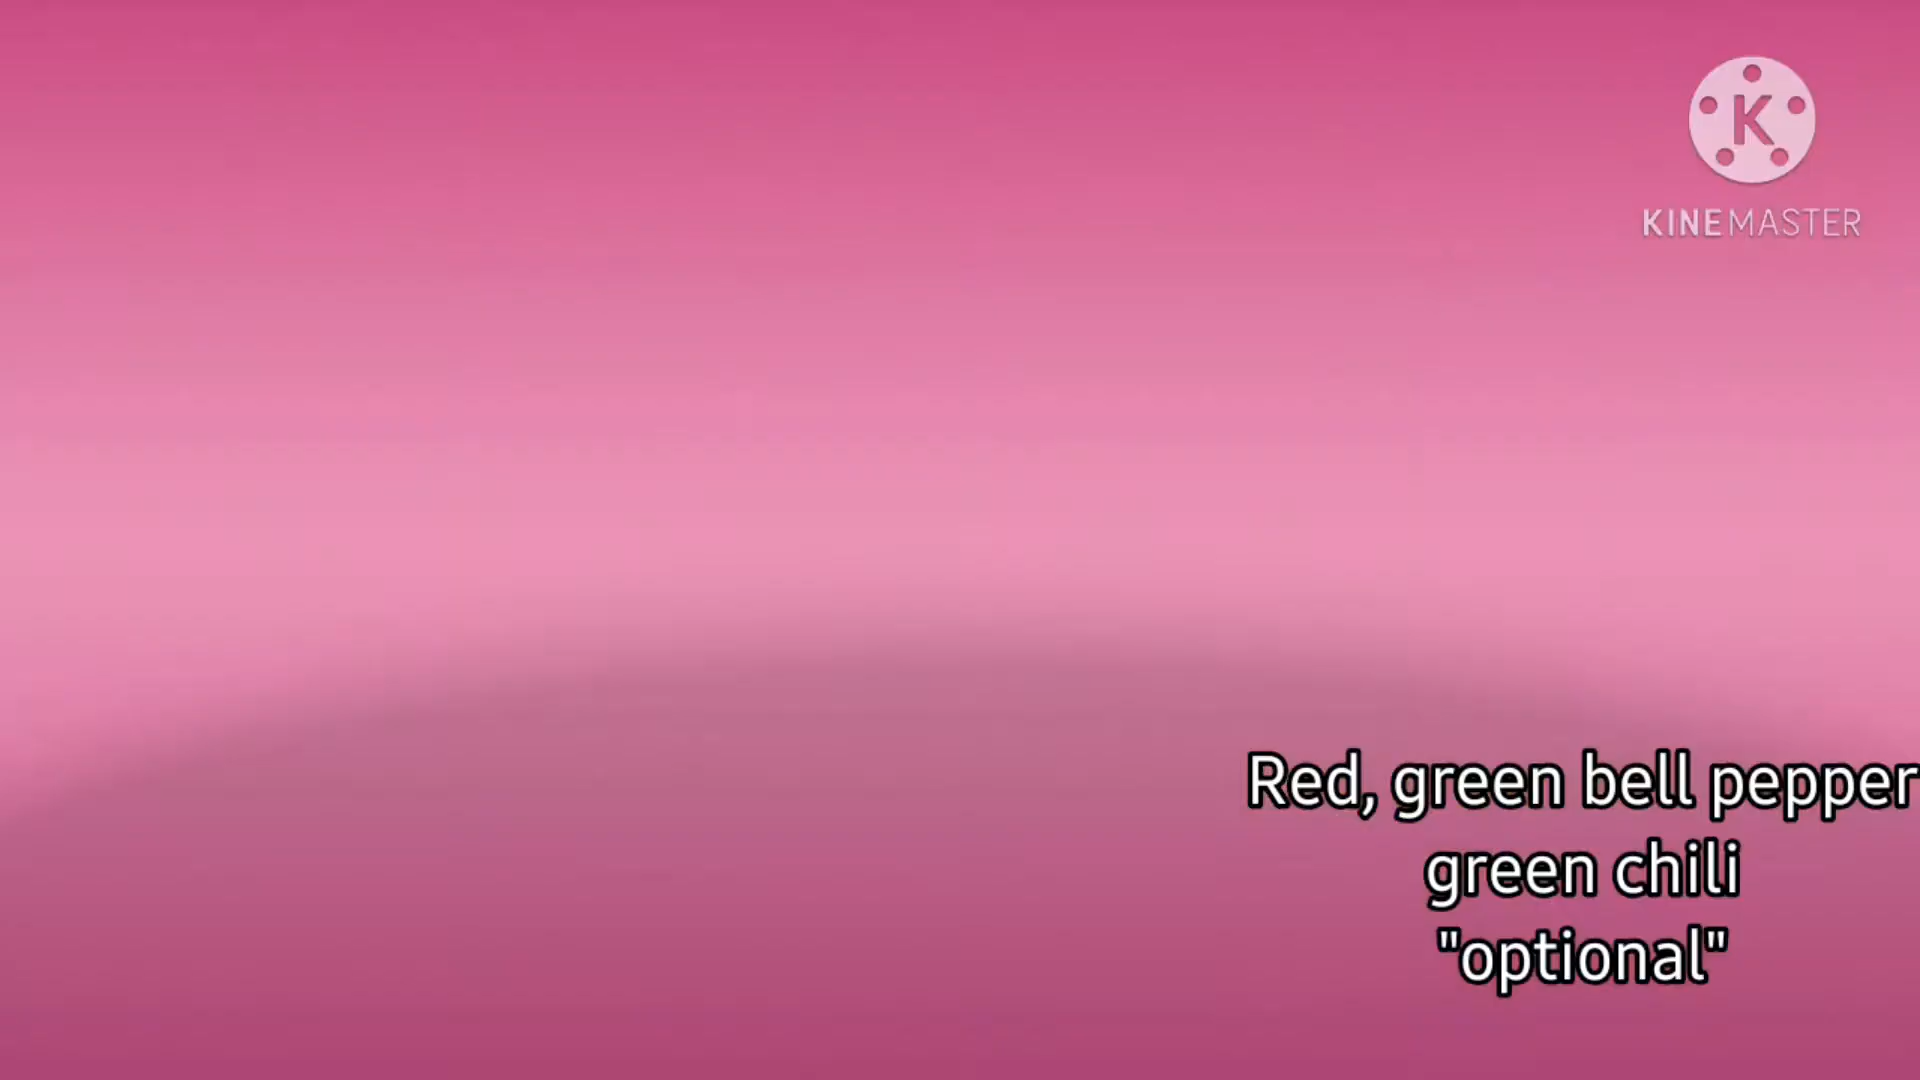 K
KINEMASTER
Red, green bell pepper
green chili
"optional"